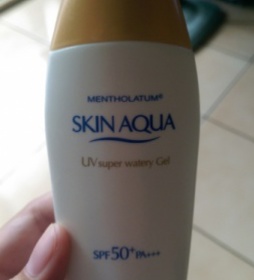 MENTHOLATUM®
SKIN AQUA
UV super watery Gel
SPF50+PA+++